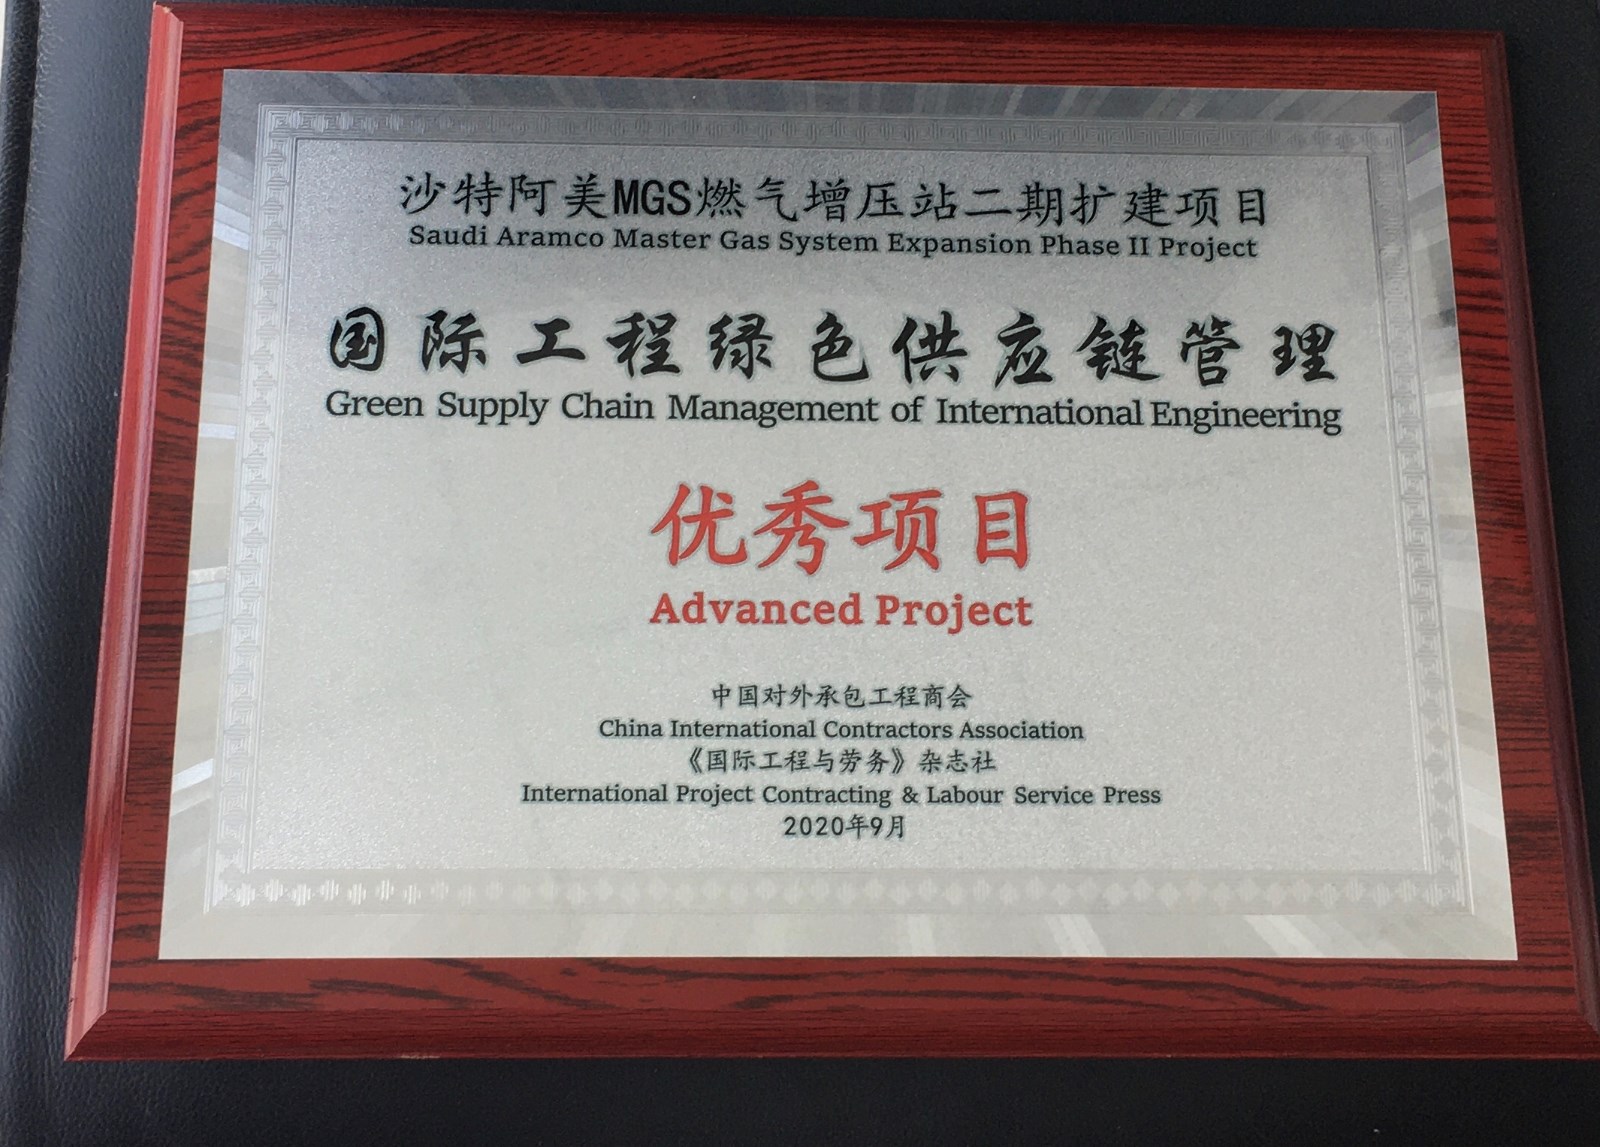 沙特阿美MGS燃气增压站二期扩建项目
Saudi Aramco Master Gas System Expansion Phase II Project
国际工程绿色供应链管理
Green Supply Chain Management of International Engineering
优秀项目
Advanced Project
中国对外承包工程商会
China International Contractors Association
《国际工程与劳务》杂志社
International Project Contracting & Labour Service Press
2020年9月